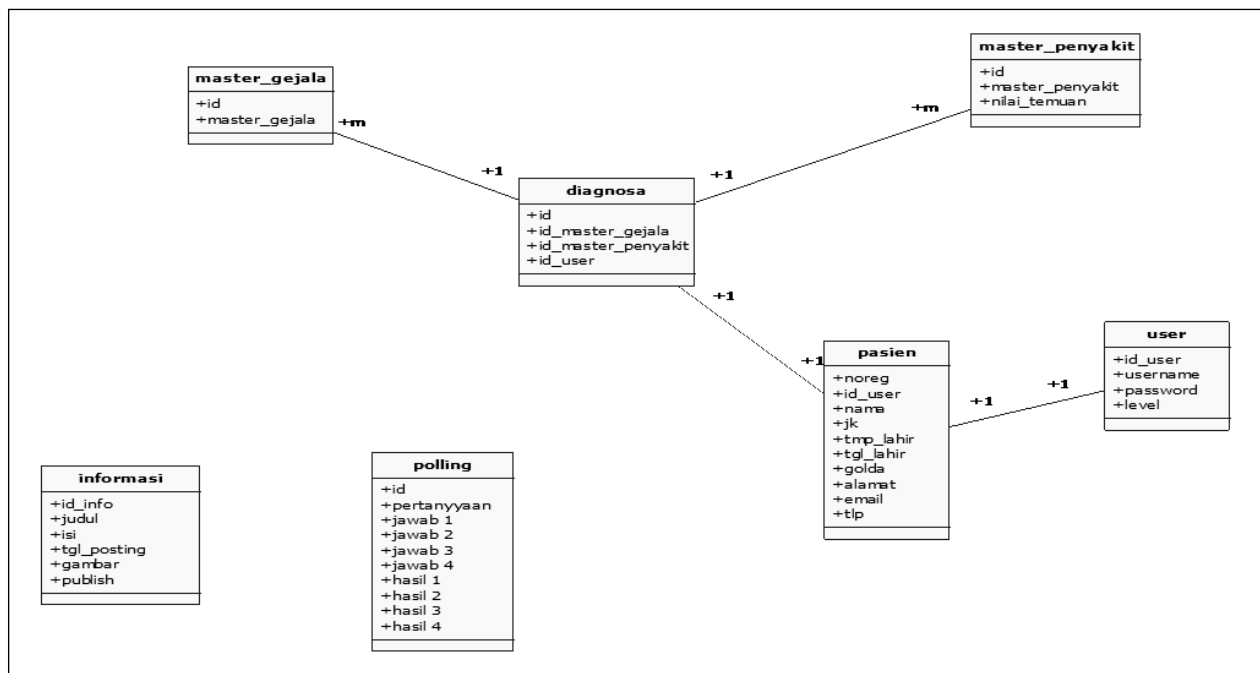 master_gejala
+id
+master_gejala
+m
+1
master_penyakit
+id
+master_penyakit
+nilai_temuan
+m
+1
diagnosa
+id
+id_master_gejala
+id_master_penyakit
+id_user
+1
+1
pasien
+noreg
+id_user
+nama
+jk
+tmp_lahir
+tgl_lahir
+golda
+alamat
+email
+tlp
+1
+1
user
+id_user
+username
+password
+level
informasi
+id_info
+judul
+isi
+tgl_posting
+gambar
+publish
polling
+id
+pertanyyaan
+jawab 1
+jawab 2
+jawab 3
+jawab 4
+hasil 1
+hasil 2
+hasil 3
+hasil 4